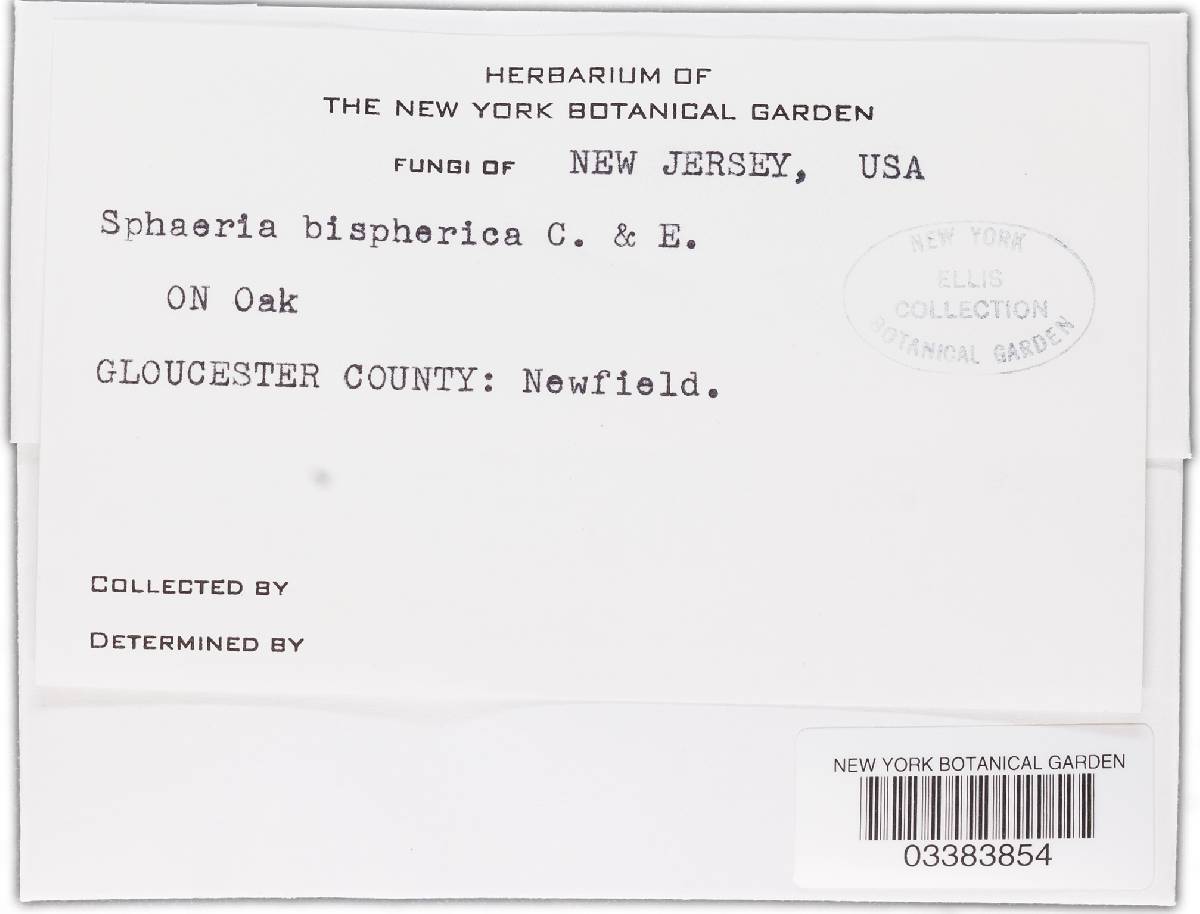 HERBARIUM OF
THE NEW YORK BOTANICAL GARDEN
FUNGI OF NEW JERSEY, USA
Sphaeria bispherica C. & E.
ON Oak
GLOUCESTER COUNTY: Newfield.
NEW YORK
ELLIS
COLLECTION
BOTANICAL GARDEN
COLLECTED BY
DETERMINED BY
NEW YORK BOTANICAL GARDEN
03383854